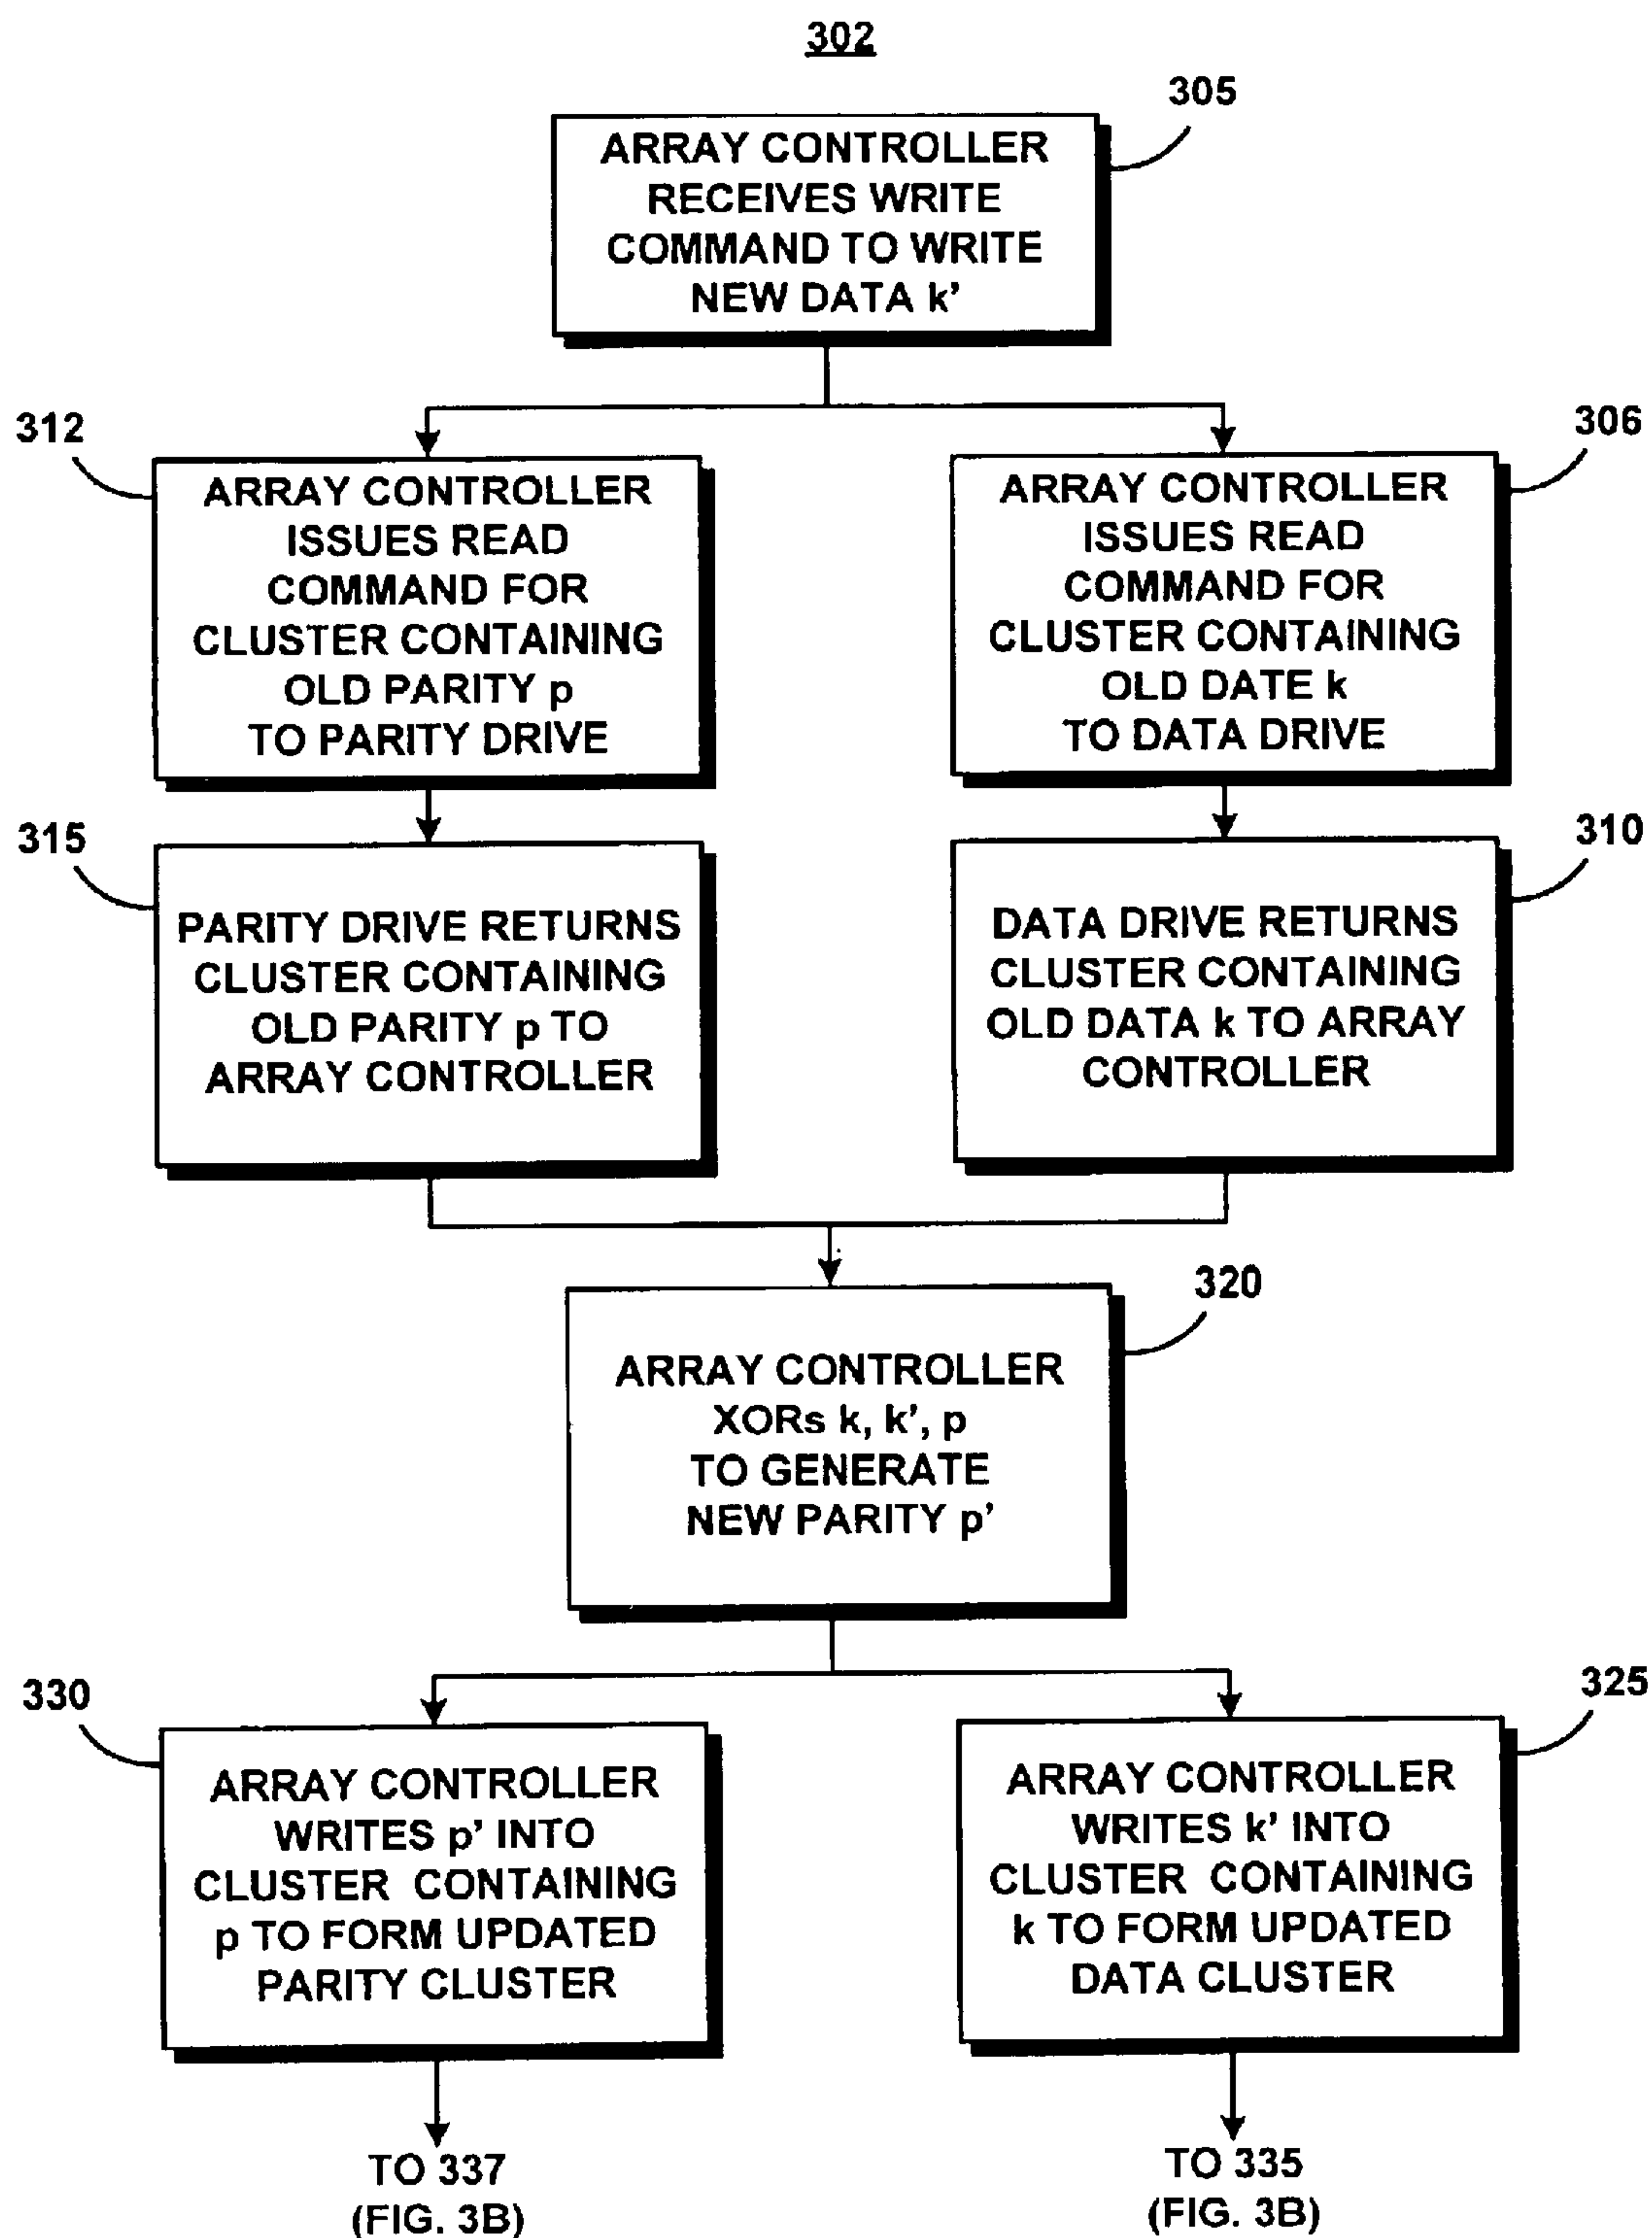 302
305
ARRAY CONTROLLER
RECEIVES WRITE
COMMAND TO WRITE
NEW DATA k'
312
ARRAY CONTROLLER
ISSUES READ
COMMAND FOR
CLUSTER CONTAINING
OLD PARITY p
TO PARITY DRIVE
306
ARRAY CONTROLLER
ISSUES READ
COMMAND FOR
CLUSTER CONTAINING
OLD DATE k
TO DATA DRIVE
315
PARITY DRIVE RETURNS
CLUSTER CONTAINING
OLD PARITY p TO
ARRAY CONTROLLER
310
DATA DRIVE RETURNS
CLUSTER CONTAINING
OLD DATA k TO ARRAY
CONTROLLER
320
ARRAY CONTROLLER
XORs k, k', p
TO GENERATE
NEW PARITY p'
330
ARRAY CONTROLLER
WRITES p' INTO
CLUSTER CONTAINING
p TO FORM UPDATED
PARITY CLUSTER
325
ARRAY CONTROLLER
WRITES k' INTO
CLUSTER CONTAINING
k TO FORM UPDATED
DATA CLUSTER
TO 337
(FIG. 3B)
TO 335
(FIG. 3B)